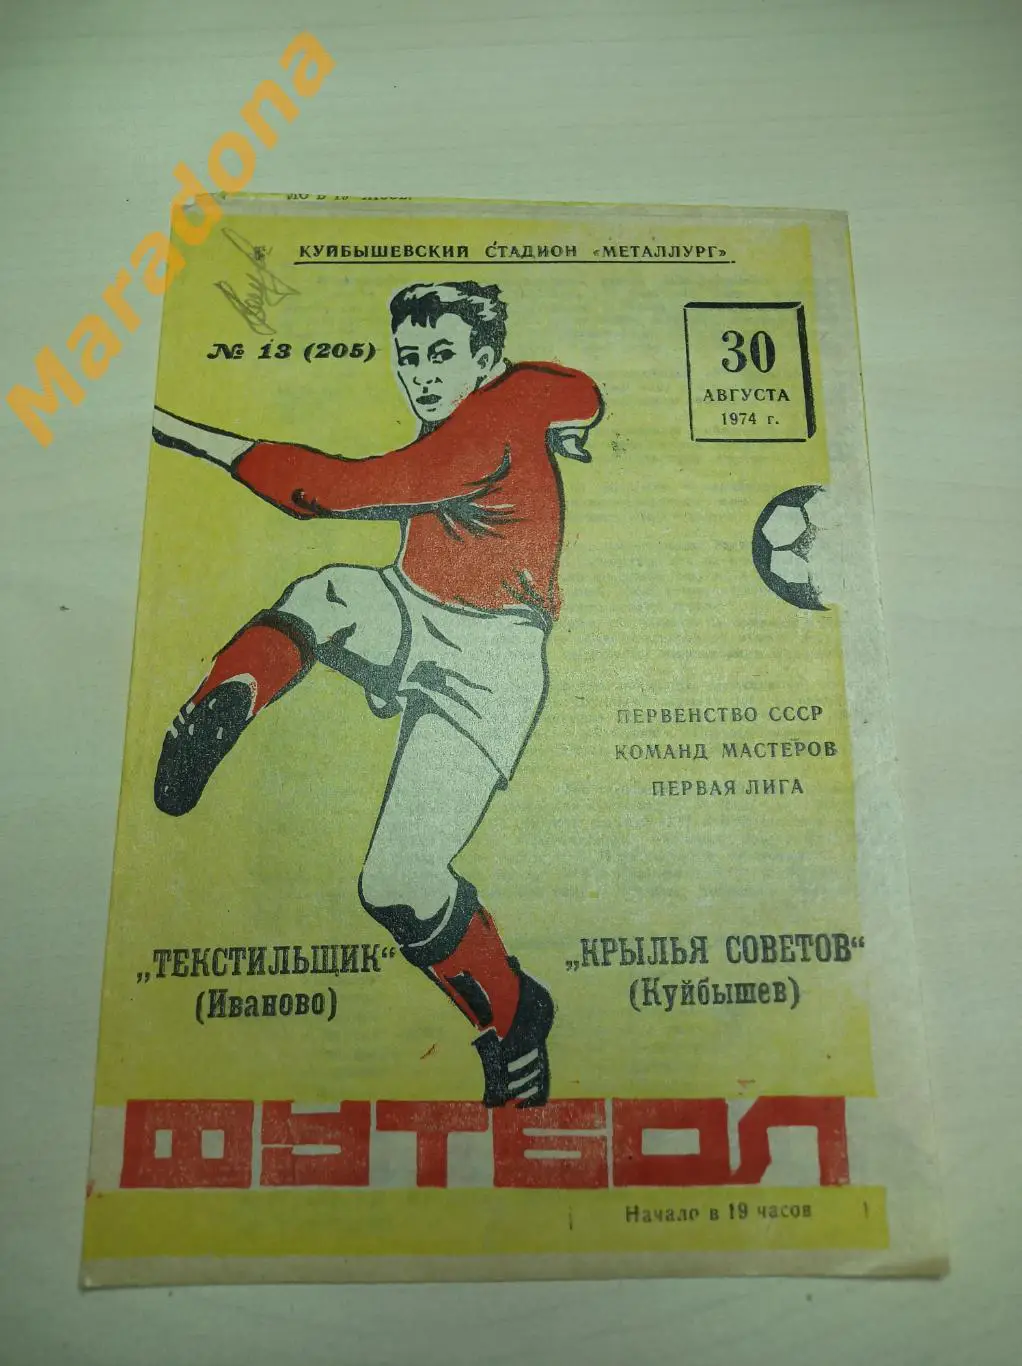 Maradona
КУЙБЫШЕВСКИЙ СТАДИОН «МЕТАЛЛУРГ»
№ 13 (205)
30
АВГУСТА
1974 г.
ПЕРВЕНСТВО СССР
КОМАНД МАСТЕРОВ
ПЕРВАЯ ЛИГА
„ТЕКСТИЛЬЩИК“
(Иваново)
„КРЫЛЬЯ СОВЕТОВ“
(Куйбышев)
ФУТБОЛ
Начало в 19 часов